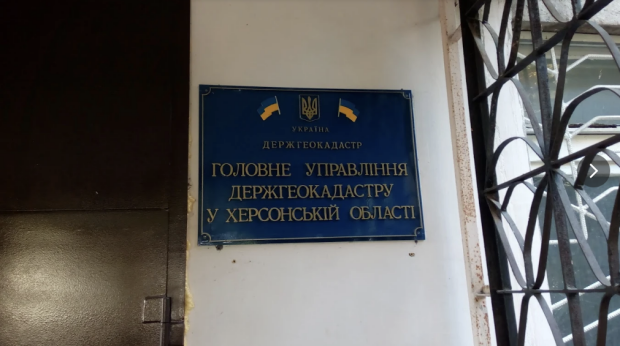 УКРАЇНА
ДЕРЖГЕОКАДАСТР
ГОЛОВНЕ УПРАВЛІННЯ
ДЕРЖГЕОКАДАСТРУ
У ХЕРСОНСЬКІЙ ОБЛАСТІ